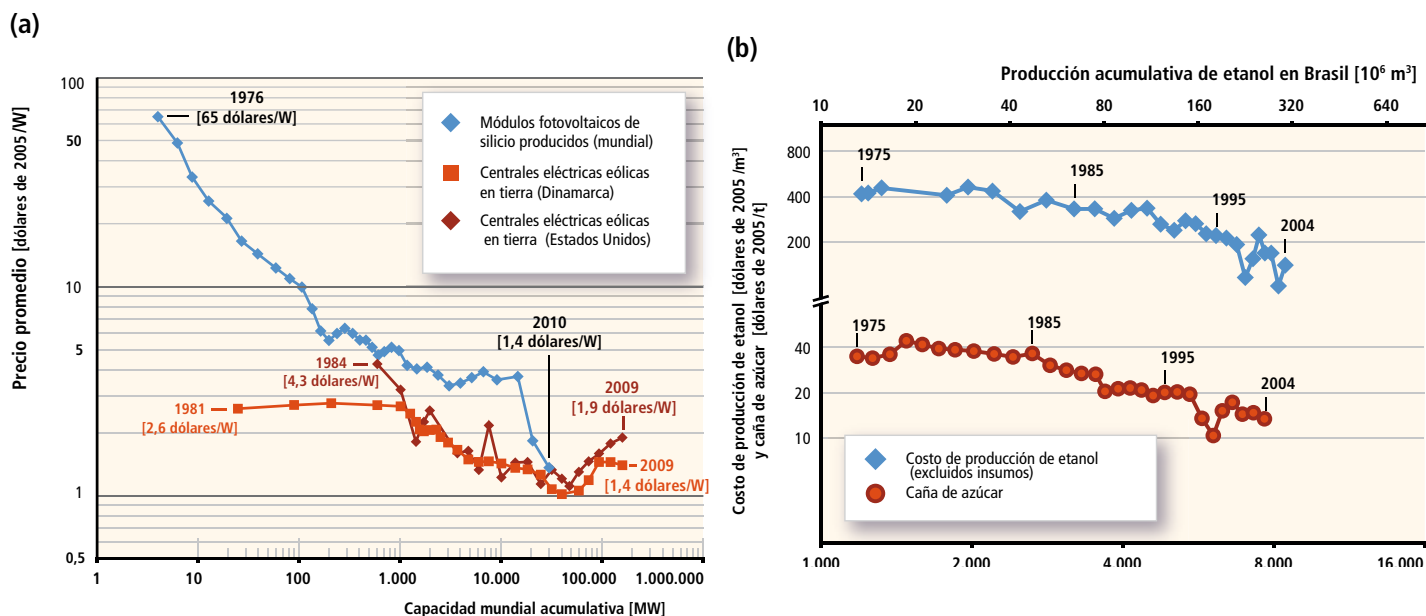 (a)
Precio promedio [dólares de 2005 /W]
100
50
10
5
1
0,5
1976
[65 dólares/W]
Módulos fotovoltaicos de
silicio producidos (mundial)
Centrales eléctricas eólicas
en tierra (Dinamarca)
Centrales eléctricas eólicas
en tierra (Estados Unidos)
2010
[1,4 dólares/W]
1984
[4,3 dólares/W]
2009
[1,9 dólares/W]
1981
[2,6 dólares/W]
2009
[1,4 dólares/W]
1 10 100 1.000 10.000 100.000 1.000.000
Capacidad mundial acumulativa [MW]
(b)
Producción acumulativa de etanol en Brasil [10⁶ m³]
10 20 40 80 160 320 640
Costo de producción de etanol [dólares de 2005 /m³]
y caña de azúcar [dólares de 2005 /t]
800
400
200
40
20
10
1975
1985
1995
2004
1975
1985
1995
2004
Costo de producción de etanol
(excluidos insumos)
Caña de azúcar
1 000 2 000 4 000 8 000 16 000